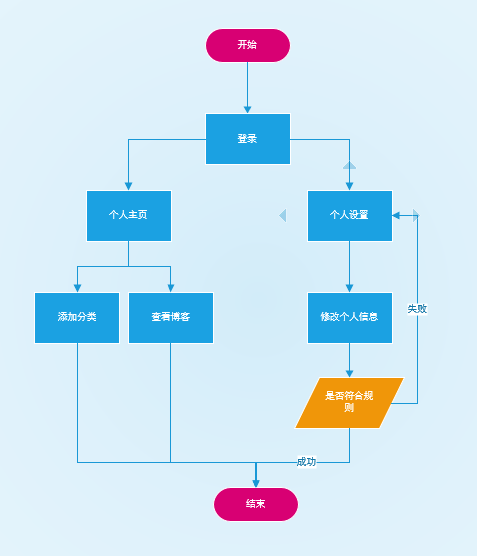 开始
登录
个人主页
个人设置
添加分类
查看博客
修改个人信息
失败
是否符合规
则
成功
结束